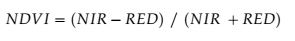 NDVI = (NIR – RED) / (NIR + RED)